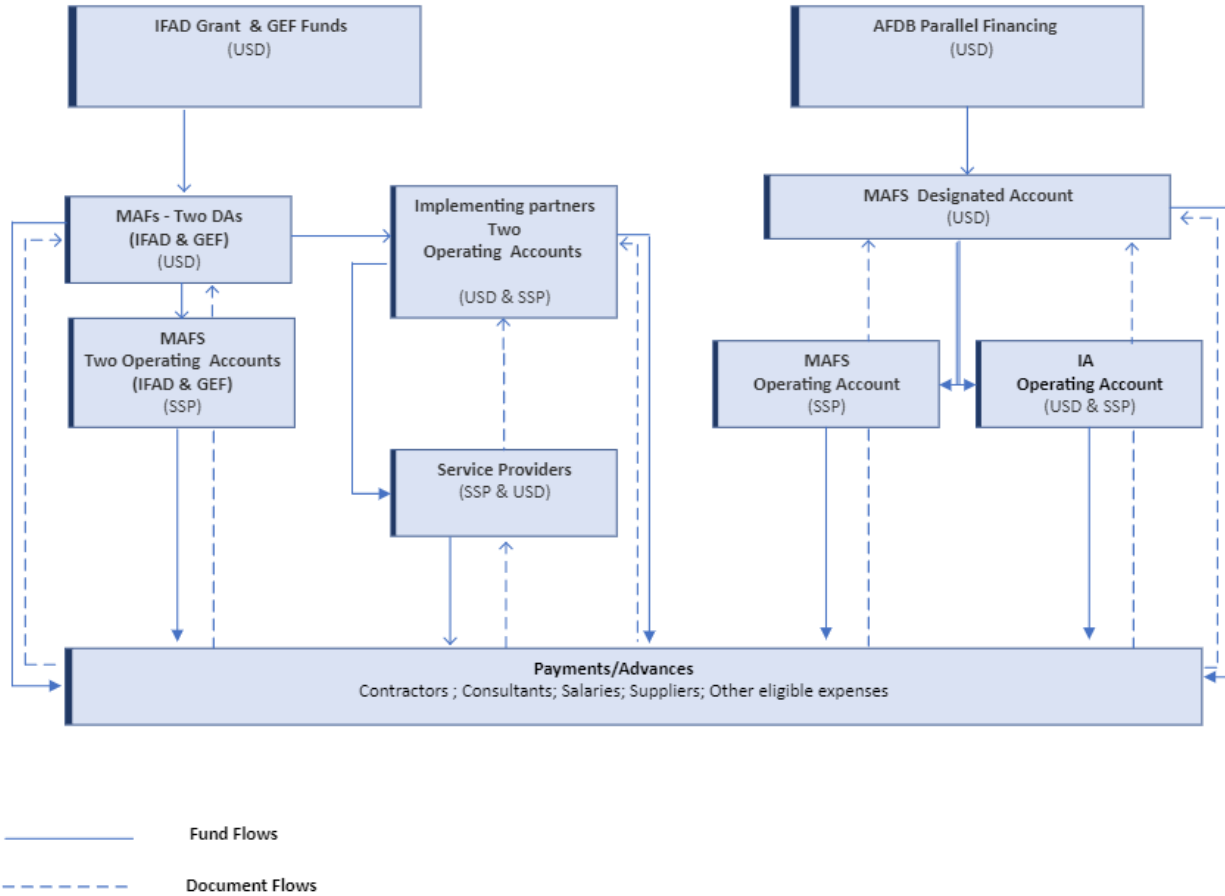 IFAD Grant & GEF Funds
(USD)
AFDB Parallel Financing
(USD)
MAFs - Two DAs
(IFAD & GEF)
(USD)
Implementing partners
Two
Operating Accounts
(USD & SSP)
MAFS Designated Account
(USD)
MAFS
Two Operating Accounts
(IFAD & GEF)
(SSP)
MAFS
Operating Account
(SSP)
IA
Operating Account
(USD & SSP)
Service Providers
(SSP & USD)
Payments/Advances
Contractors ; Consultants; Salaries; Suppliers; Other eligible expenses
Fund Flows
Document Flows